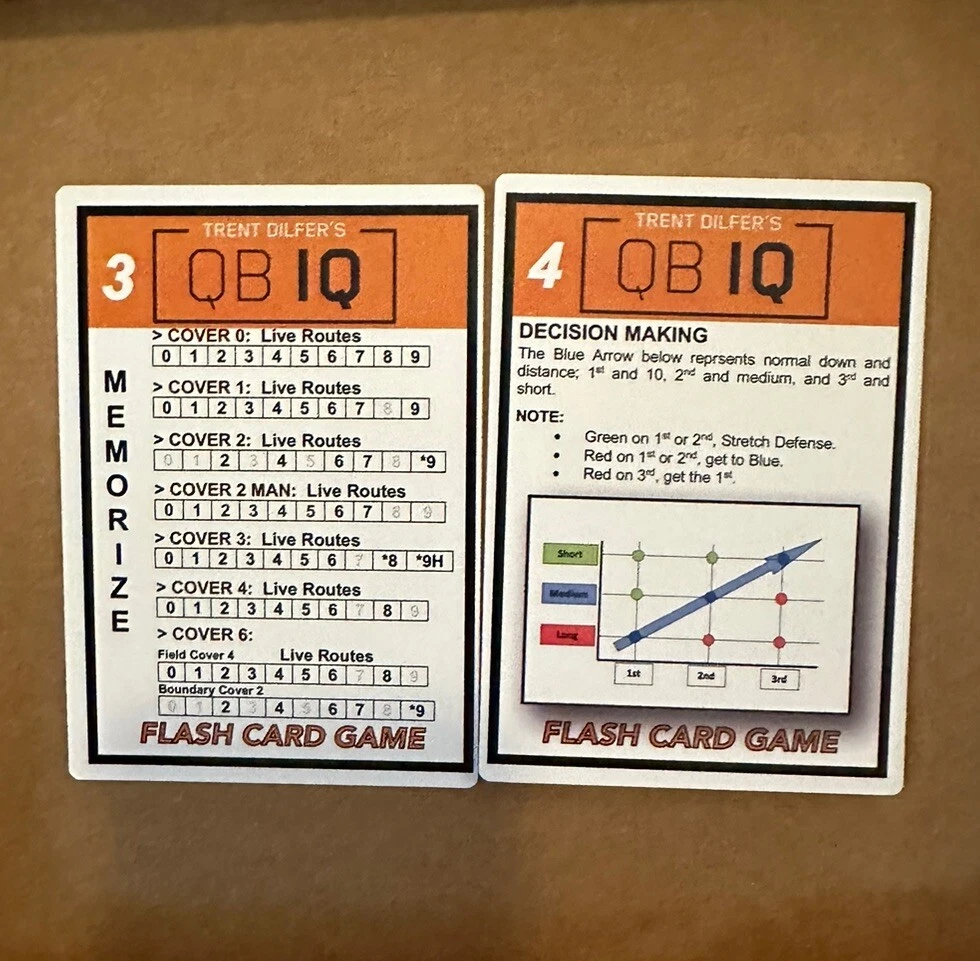 TRENT DILFER'S
3
QB IQ
MEMORIZE
> COVER 0: Live Routes
0 1 2 3 4 5 6 7 8 9
> COVER 1: Live Routes
0 1 2 3 4 5 6 7 8 9
> COVER 2: Live Routes
0 1 2 3 4 5 6 7 8 *9
> COVER 2 MAN: Live Routes
0 1 2 3 4 5 6 7 8 9
> COVER 3: Live Routes
0 1 2 3 4 5 6 7 *8 *9H
> COVER 4: Live Routes
0 1 2 3 4 5 6 7 8 9
> COVER 6:
Field Cover 4 Live Routes
0 1 2 3 4 5 6 7 8 9
Boundary Cover 2
0 1 2 3 4 5 6 7 8 *9
FLASH CARD GAME
TRENT DILFER'S
4
QB IQ
DECISION MAKING
The Blue Arrow below reprsents normal down and
distance; 1st and 10, 2nd and medium, and 3rd and
short.
NOTE:
• Green on 1st or 2nd, Stretch Defense.
• Red on 1st or 2nd, get to Blue.
• Red on 3rd, get the 1st.
Short
Medium
Long
1st 2nd 3rd
FLASH CARD GAME